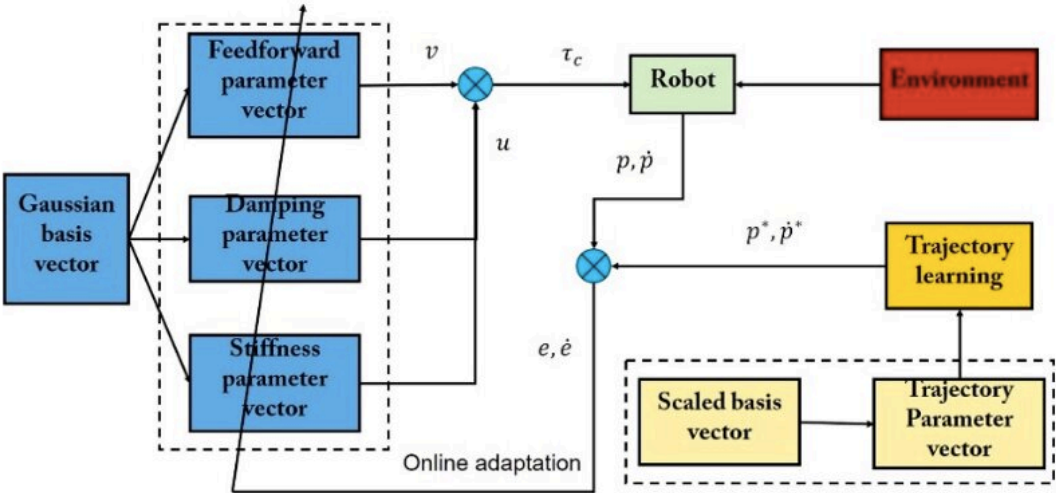 Feedforward
parameter
vector
v
τ_c
Robot
Environment
u
p, ṗ
Gaussian
basis
vector
Damping
parameter
vector
p*, ṗ*
Trajectory
learning
e, ė
Stiffness
parameter
vector
Scaled basis
vector
Trajectory
Parameter
vector
Online adaptation